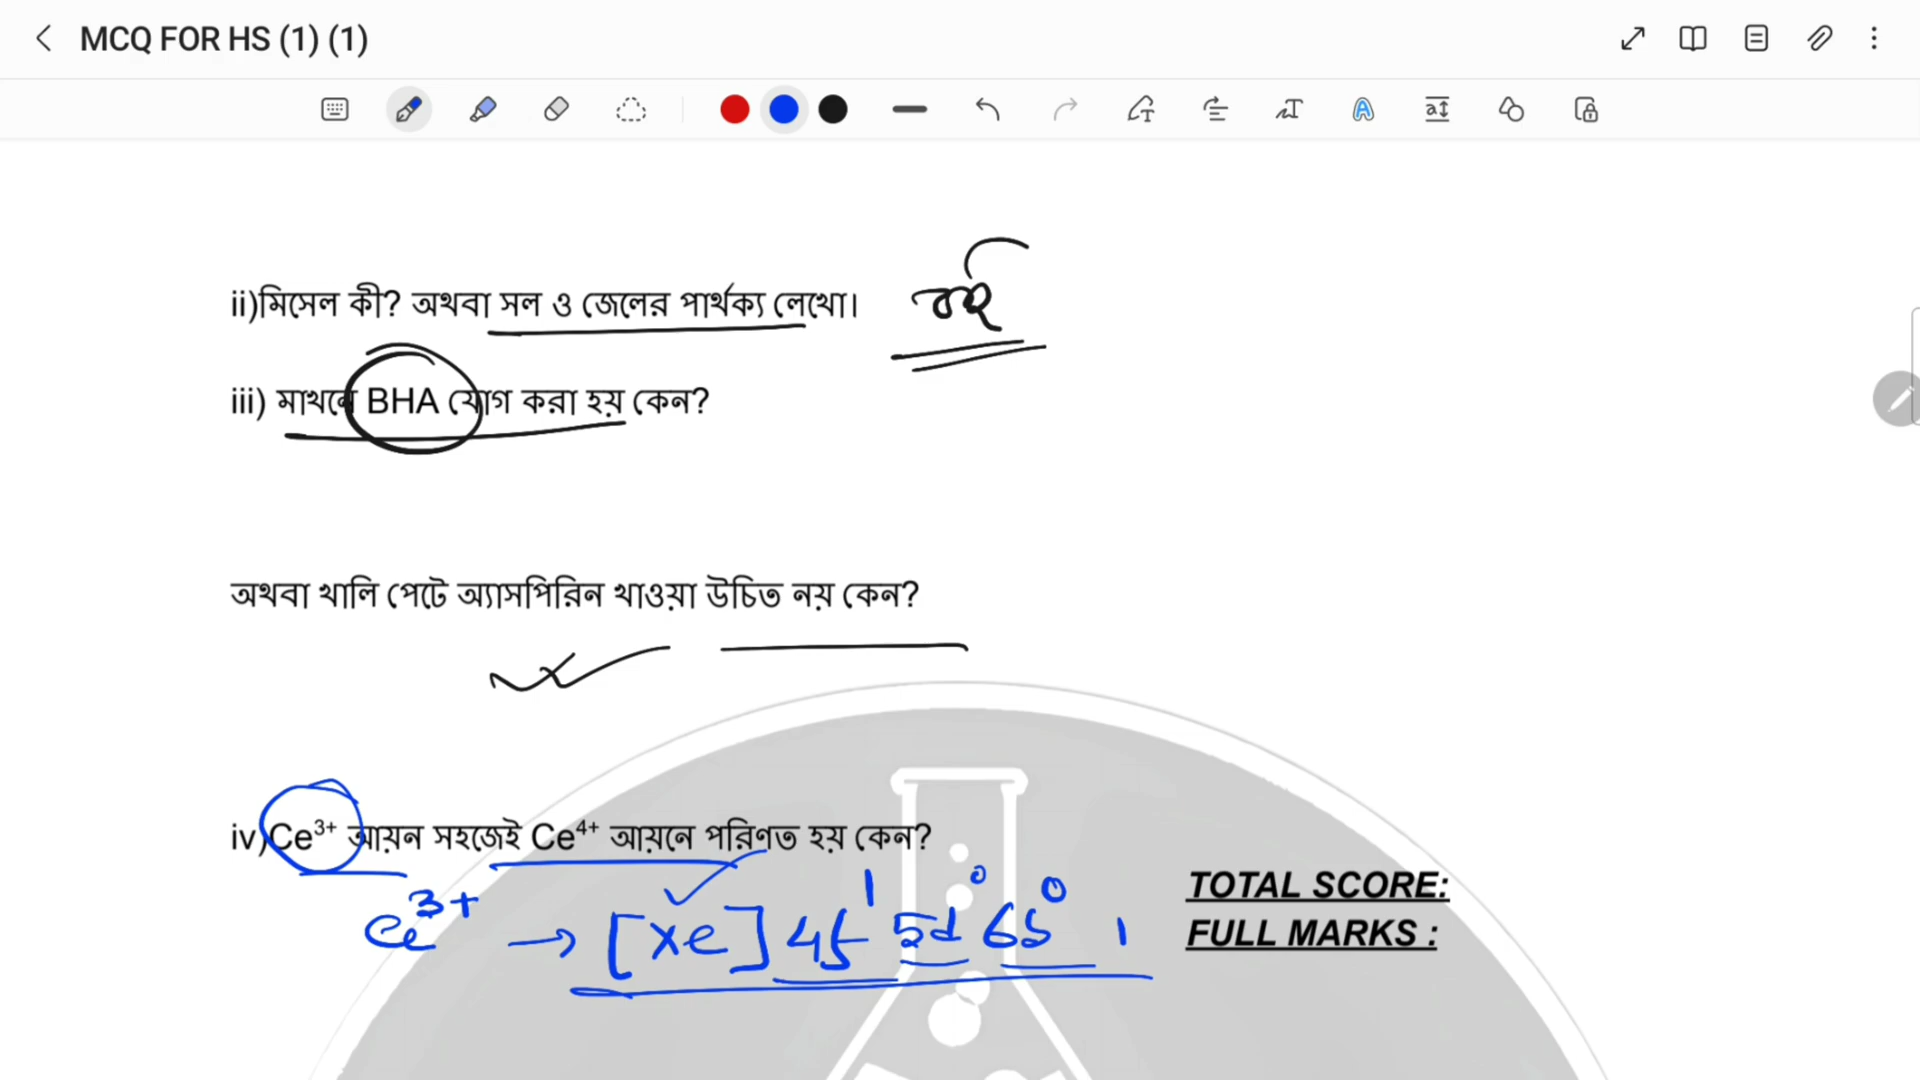 MCQ FOR HS (1) (1)
ii)মিসেল কী? অথবা সল ও জেলের পার্থক্য লেখো। বই
iii) মাখনে BHA যোগ করা হয় কেন?
অথবা খালি পেটে অ্যাসপিরিন খাওয়া উচিত নয় কেন?
iv)Ce³⁺ আয়ন সহজেই Ce⁴⁺ আয়নে পরিণত হয় কেন?
Ce³⁺ → [Xe] 4f¹ 5d⁰ 6s⁰ ।
TOTAL SCORE:
FULL MARKS :